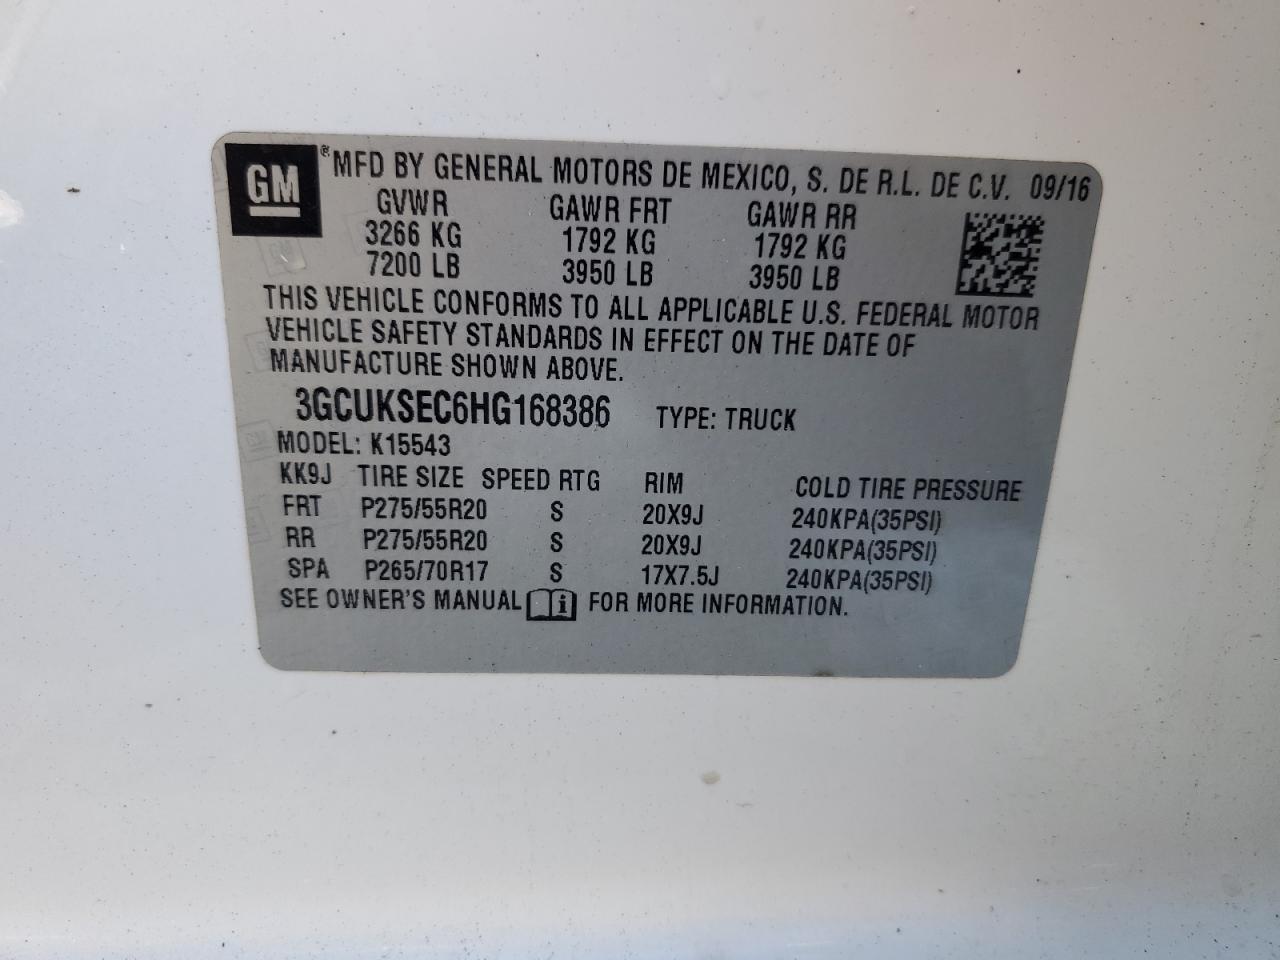 GM ® MFD BY GENERAL MOTORS DE MEXICO, S. DE R.L. DE C.V. 09/16
GVWR GAWR FRT GAWR RR
3266 KG 1792 KG 1792 KG
7200 LB 3950 LB 3950 LB
THIS VEHICLE CONFORMS TO ALL APPLICABLE U.S. FEDERAL MOTOR
VEHICLE SAFETY STANDARDS IN EFFECT ON THE DATE OF
MANUFACTURE SHOWN ABOVE.
3GCUKSEC6HG168386 TYPE: TRUCK
MODEL: K15543
KK9J TIRE SIZE SPEED RTG RIM COLD TIRE PRESSURE
FRT P275/55R20 S 20X9J 240KPA(35PSI)
RR P275/55R20 S 20X9J 240KPA(35PSI)
SPA P265/70R17 S 17X7.5J 240KPA(35PSI)
SEE OWNER'S MANUAL i FOR MORE INFORMATION.